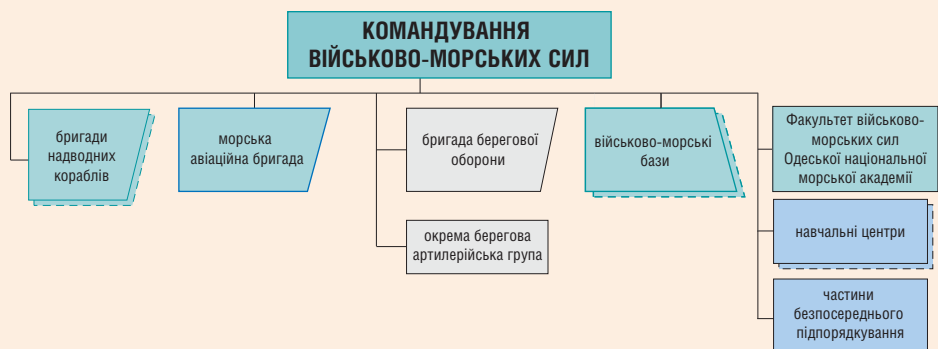 КОМАНДУВАННЯ
ВІЙСЬКОВО-МОРСЬКИХ СИЛ
бригади
надводних
кораблів
морська
авіаційна бригада
бригада берегової
оборони
військово-морські
бази
Факультет військово-
морських сил
Одеської національної
морської академії
окрема берегова
артилерійська група
навчальні центри
частини
безпосереднього
підпорядкування